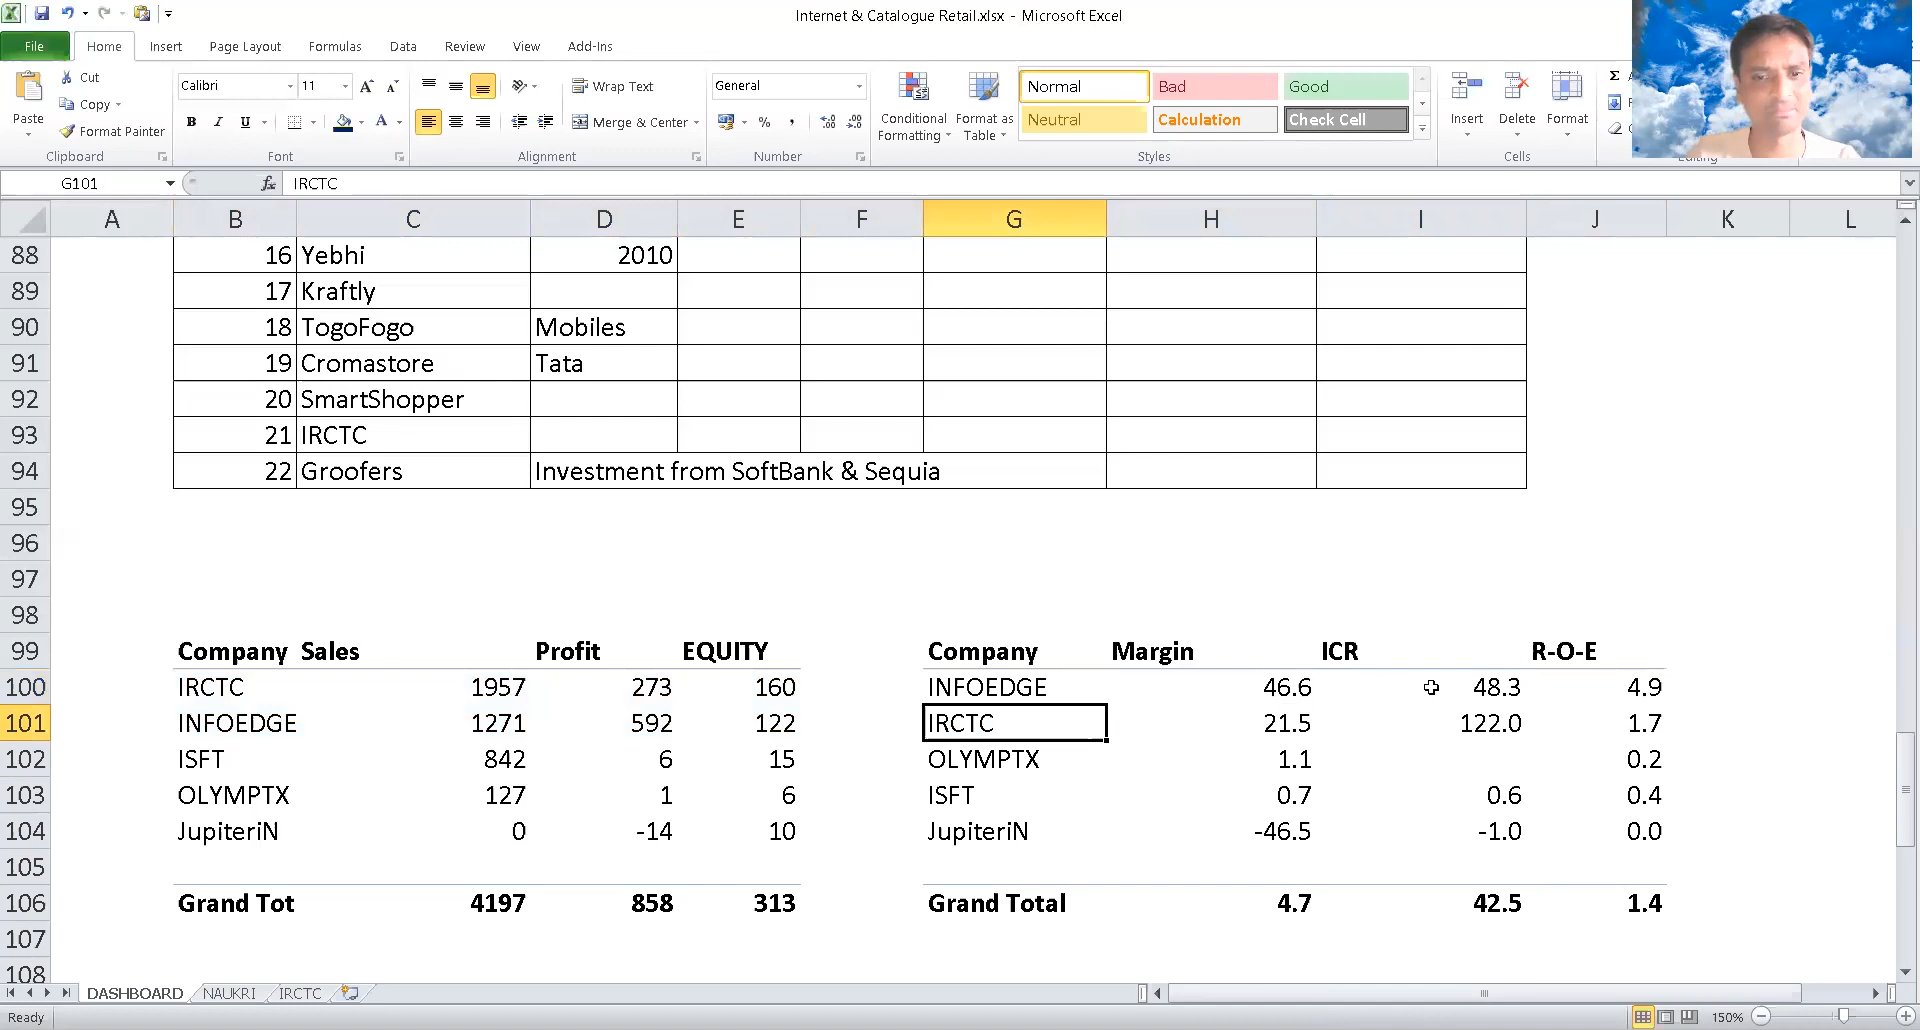 Internet & Catalogue Retail.xlsx - Microsoft Excel
File Home Insert Page Layout Formulas Data Review View Add-Ins
Paste
Cut
Copy
Format Painter
Clipboard
Calibri 11
B I U
Font
Wrap Text
Merge & Center
Alignment
General
Number
Conditional Formatting
Format as Table
Normal Bad Good
Neutral Calculation Check Cell
Styles
Insert Delete Format
Cells
G101 fx IRCTC
A B C D E F G H I J K L
88 16 Yebhi 2010
89 17 Kraftly
90 18 TogoFogo Mobiles
91 19 Cromastore Tata
92 20 SmartShopper
93 21 IRCTC
94 22 Groofers Investment from SoftBank & Sequia
95
96
97
98
99 Company Sales Profit EQUITY Company Margin ICR R-O-E
100 IRCTC 1957 273 160 INFOEDGE 46.6 48.3 4.9
101 INFOEDGE 1271 592 122 IRCTC 21.5 122.0 1.7
102 ISFT 842 6 15 OLYMPTX 1.1 0.2
103 OLYMPTX 127 1 6 ISFT 0.7 0.6 0.4
104 JupiteriN 0 -14 10 JupiteriN -46.5 -1.0 0.0
105
106 Grand Tot 4197 858 313 Grand Total 4.7 42.5 1.4
107
108
DASHBOARD NAUKRI IRCTC
Ready 150%